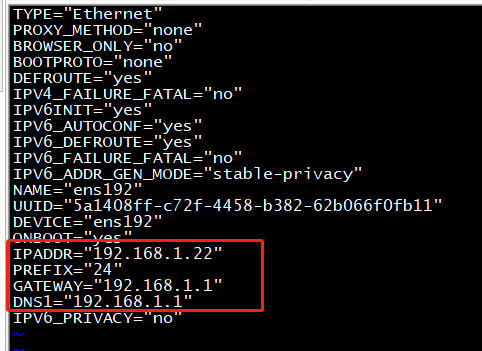 TYPE="Ethernet"
PROXY_METHOD="none"
BROWSER_ONLY="no"
BOOTPROTO="none"
DEFROUTE="yes"
IPV4_FAILURE_FATAL="no"
IPV6INIT="yes"
IPV6_AUTOCONF="yes"
IPV6_DEFROUTE="yes"
IPV6_FAILURE_FATAL="no"
IPV6_ADDR_GEN_MODE="stable-privacy"
NAME="ens192"
UUID="5a1408ff-c72f-4458-b382-62b066f0fb11"
DEVICE="ens192"
ONBOOT="yes"
IPADDR="192.168.1.22"
PREFIX="24"
GATEWAY="192.168.1.1"
DNS1="192.168.1.1"
IPV6_PRIVACY="no"
~
~